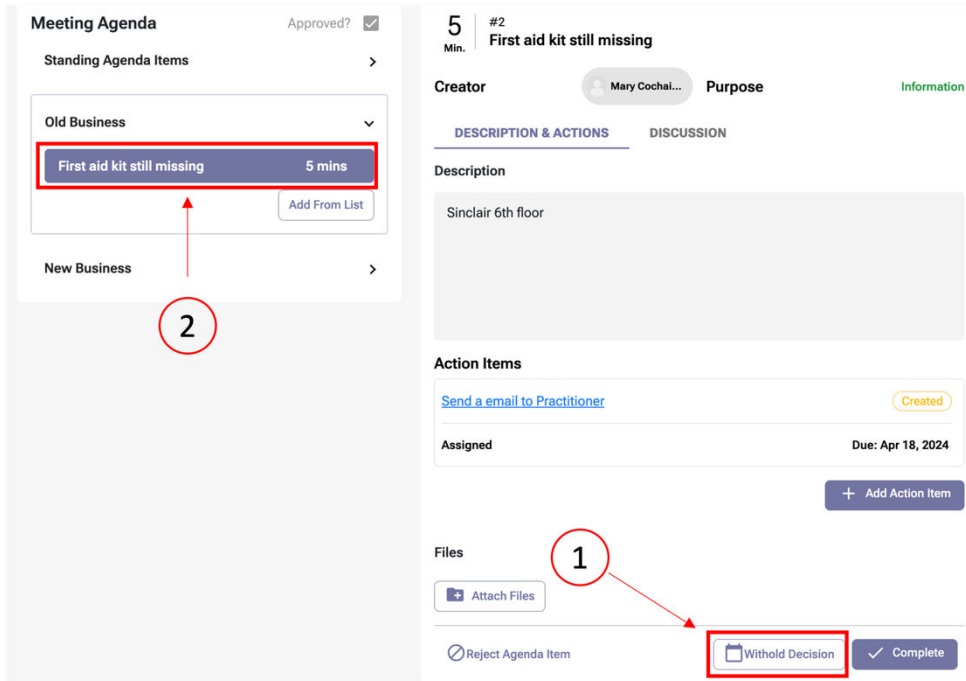 Meeting Agenda
Approved?
Standing Agenda Items
Old Business
First aid kit still missing 5 mins
Add From List
New Business
2
5
Min.
#2
First aid kit still missing
Creator Mary Cochai... Purpose Information
DESCRIPTION & ACTIONS DISCUSSION
Description
Sinclair 6th floor
Action Items
Send a email to Practitioner Created
Assigned Due: Apr 18, 2024
+ Add Action Item
Files
1
Attach Files
Reject Agenda Item Withold Decision Complete